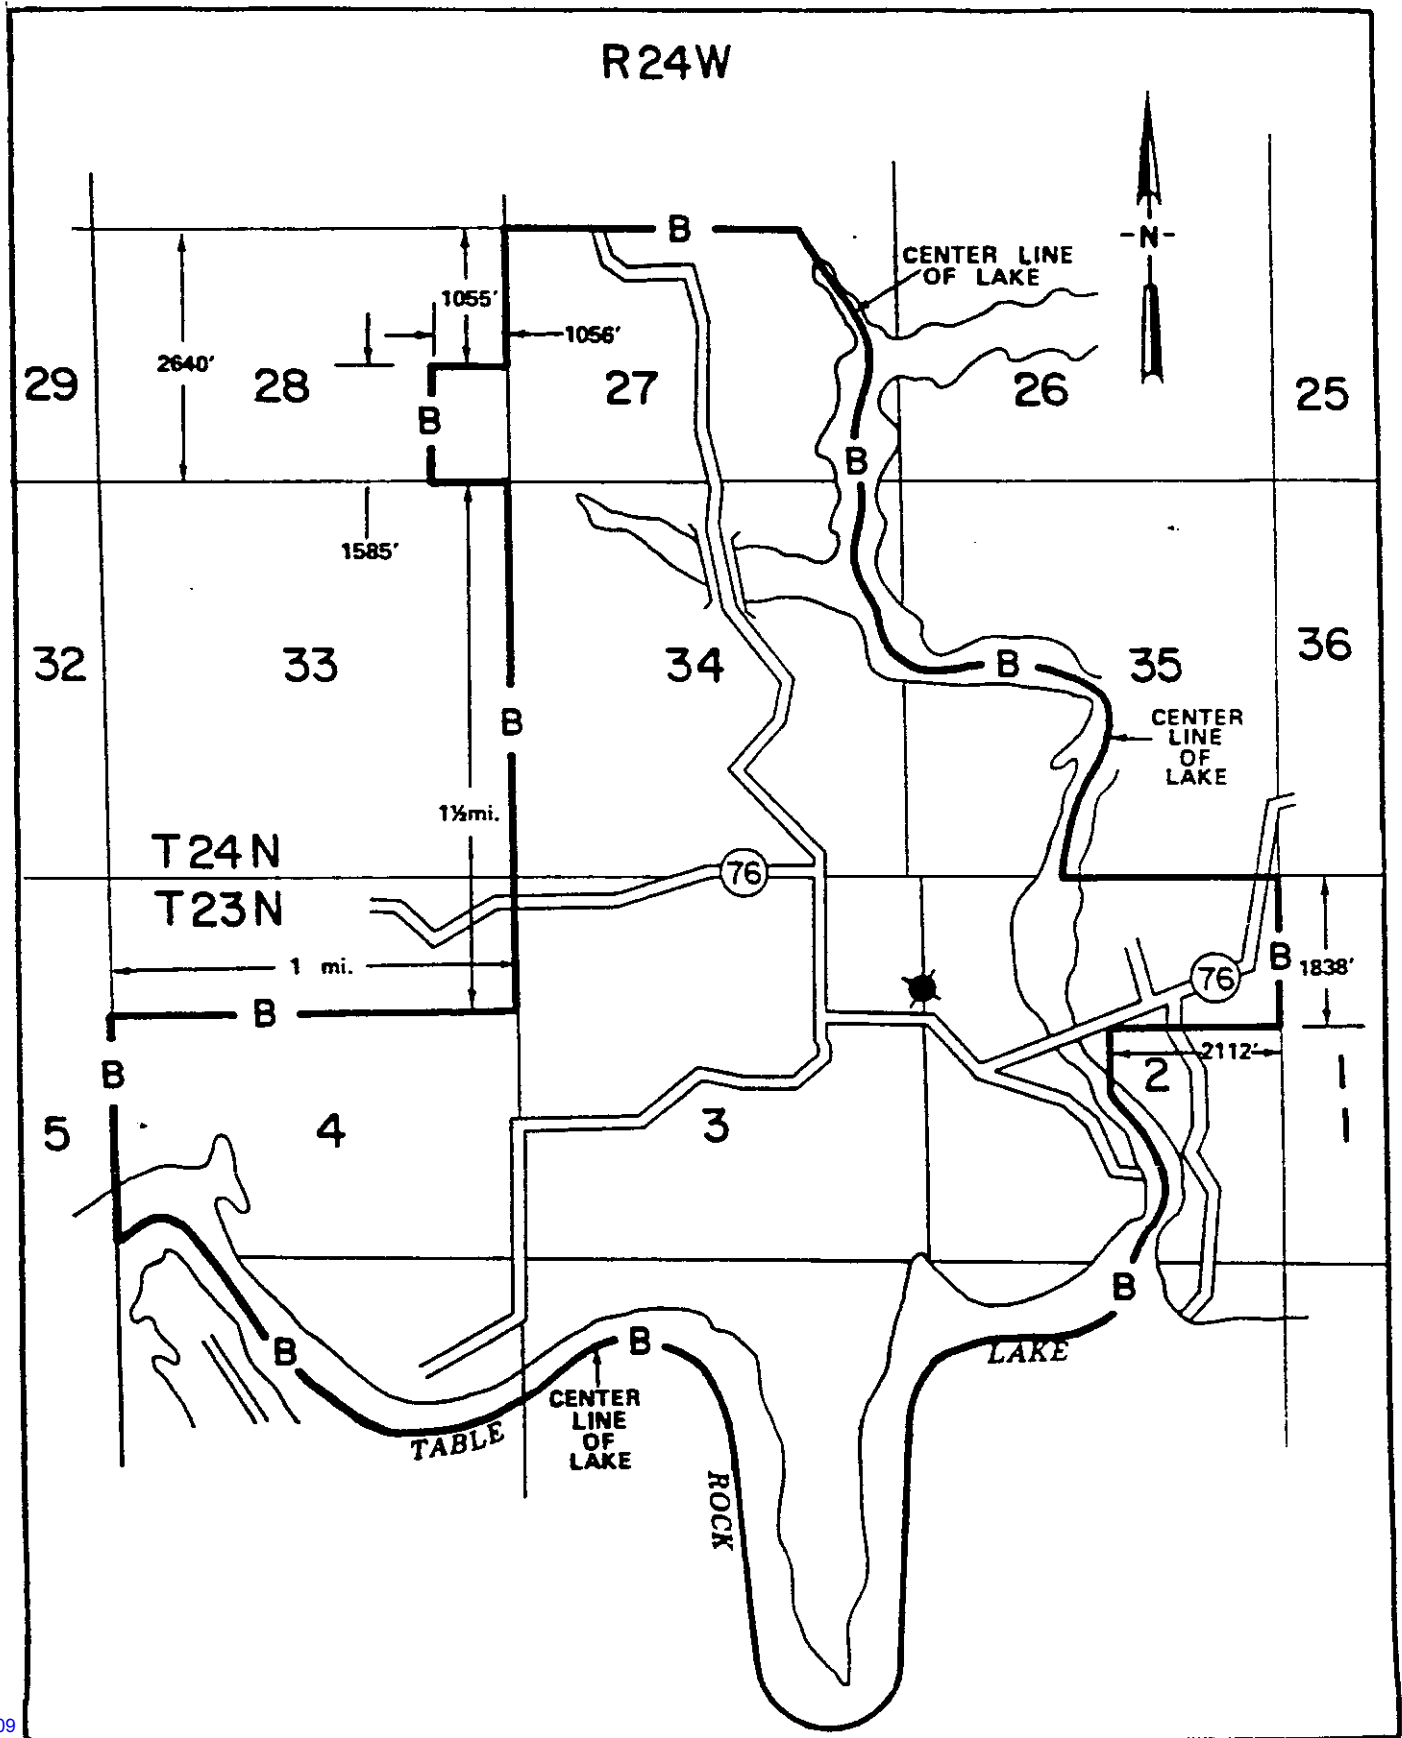 R24W
B
-N-
CENTER LINE
OF LAKE
1055'
1056'
2640'
29
28
27
26
25
B
B
1585'
32
33
34
B
35
36
B
CENTER
LINE
OF
LAKE
1½mi.
T24N
76
T23N
1 mi.
B
1838'
76
B
2112'
B
2
1
5
4
3
B
B
B
LAKE
CENTER
LINE
OF
LAKE
TABLE
ROCK
09